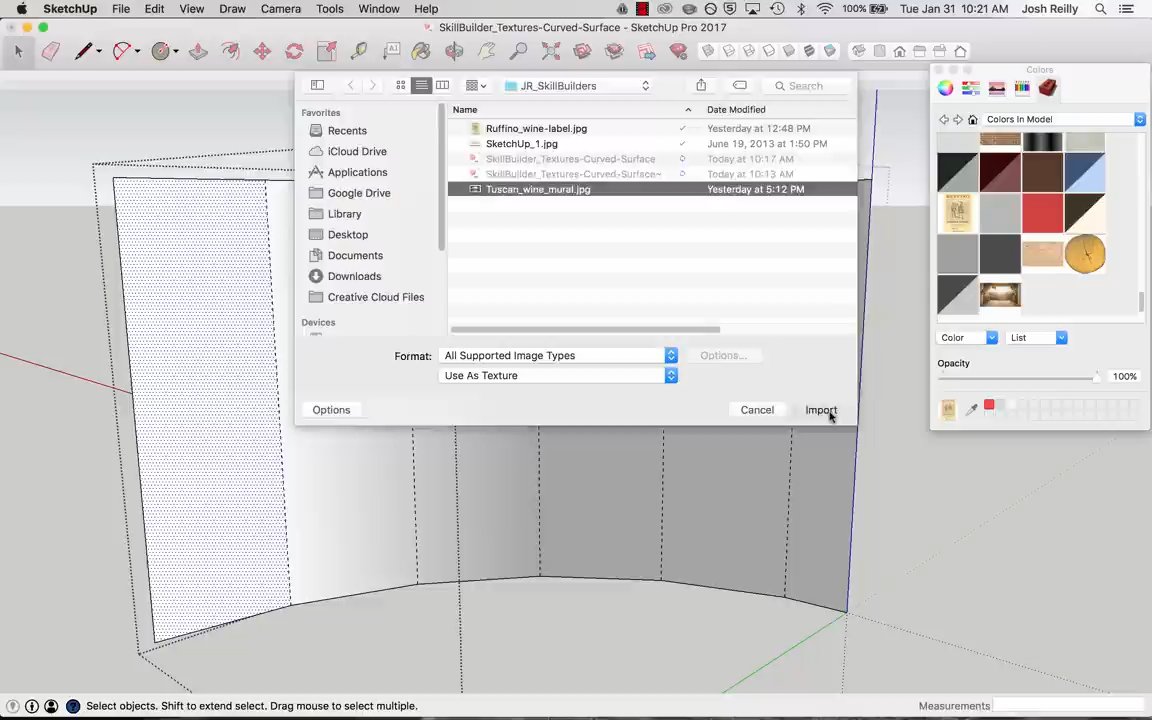 SketchUp File Edit View Draw Camera Tools Window Help 100% Tue Jan 31 10:21 AM Josh Reilly
SkillBuilder_Textures-Curved-Surface - SketchUp Pro 2017
Colors
JR_SkillBuilders
Search
Favorites
Recents
iCloud Drive
Applications
Google Drive
Library
Desktop
Documents
Downloads
Creative Cloud Files
Devices
Name Date Modified
Ruffino_wine-label.jpg Yesterday at 12:48 PM
SketchUp_1.jpg June 19, 2013 at 1:50 PM
SkillBuilder_Textures-Curved-Surface Today at 10:17 AM
SkillBuilder_Textures-Curved-Surface~ Today at 10:13 AM
Tuscan_wine_mural.jpg Yesterday at 5:12 PM
Format: All Supported Image Types Options...
Use As Texture
Options Cancel Import
Colors In Model
Color List
Opacity
100%
Select objects. Shift to extend select. Drag mouse to select multiple. Measurements